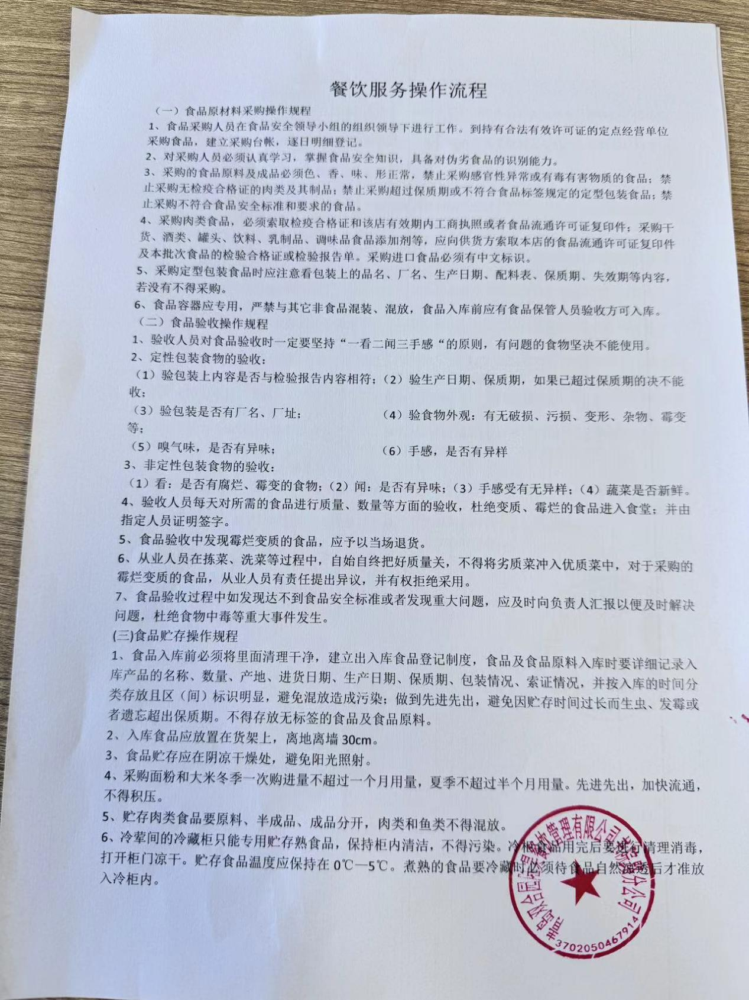 餐饮服务操作流程
（一）食品原材料采购操作规程
1、食品采购人员在食品安全领导小组的组织领导下进行工作。到持有合法有效许可证的定点经营单位
采购食品，建立采购台帐，逐日明细登记。
2、对采购人员必须认真学习，掌握食品安全知识，具备对伪劣食品的识别能力。
3、采购的食品原料及成品必须色、香、味、形正常，禁止采购感官性异常或有毒有害物质的食品；禁
止采购无检疫合格证的肉类及其制品；禁止采购超过保质期或不符合食品标签规定的定型包装食品；禁
止采购不符合食品安全标准和要求的食品。
4、采购肉类食品，必须索取检疫合格证和该店有效期内工商执照或者食品流通许可证复印件；采购干
货、酒类、罐头、饮料、乳制品、调味品食品添加剂等，应向供货方索取本店的食品流通许可证复印件
及本批次食品的检验合格证或检验报告单。采购进口食品必须有中文标识。
5、采购定型包装食品时应注意看包装上的品名、厂名、生产日期、配料表、保质期、失效期等内容，
若没有不得采购。
6、食品容器应专用，严禁与其它非食品混装、混放，食品入库前应有食品保管人员验收方可入库。
（二）食品验收操作规程
1、验收人员对食品验收时一定要坚持“一看二闻三手感“的原则，有问题的食物坚决不能使用。
2、定性包装食物的验收：
（1）验包装上内容是否与检验报告内容相符；（2）验生产日期、保质期，如果已超过保质期的决不能
收；
（3）验包装是否有厂名、厂址； （4）验食物外观：有无破损、污损、变形、杂物、霉变
等；
（5）嗅气味，是否有异味； （6）手感，是否有异样
3、非定性包装食物的验收：
（1）看：是否有腐烂、霉变的食物；（2）闻：是否有异味；（3）手感受有无异样；（4）蔬菜是否新鲜。
4、验收人员每天对所需的食品进行质量、数量等方面的验收，杜绝变质、霉烂的食品进入食堂；并由
指定人员证明签字。
5、食品验收中发现霉烂变质的食品，应予以当场退货。
6、从业人员在拣菜、洗菜等过程中，自始自终把好质量关，不得将劣质菜冲入优质菜中，对于采购的
霉烂变质的食品，从业人员有责任提出异议，并有权拒绝采用。
7、食品验收过程中如发现达不到食品安全标准或者发现重大问题，应及时向负责人汇报以便及时解决
问题，杜绝食物中毒等重大事件发生。
(三)食品贮存操作规程
1、食品入库前必须将里面清理干净，建立出入库食品登记制度，食品及食品原料入库时要详细记录入
库产品的名称、数量、产地、进货日期、生产日期、保质期、包装情况、索证情况，并按入库的时间分
类存放且区（间）标识明显，避免混放造成污染；做到先进先出，避免因贮存时间过长而生虫、发霉或
者遗忘超出保质期。不得存放无标签的食品及食品原料。
2、入库食品应放置在货架上，离地离墙 30cm。
3、食品贮存应在阴凉干燥处，避免阳光照射。
4、采购面粉和大米冬季一次购进量不超过一个月用量，夏季不超过半个月用量。先进先出，加快流通，
不得积压。
5、贮存肉类食品要原料、半成品、成品分开，肉类和鱼类不得混放。
6、冷荤间的冷藏柜只能专用贮存熟食品，保持柜内清洁，不得污染。冷柜食品用完后要进行清理消毒，
打开柜门凉干。贮存食品温度应保持在 0℃—5℃。煮熟的食品要冷藏时必须待食品自然凉透后才准放
入冷柜内。
餐饮管理有限公司 分公司
3702050467914